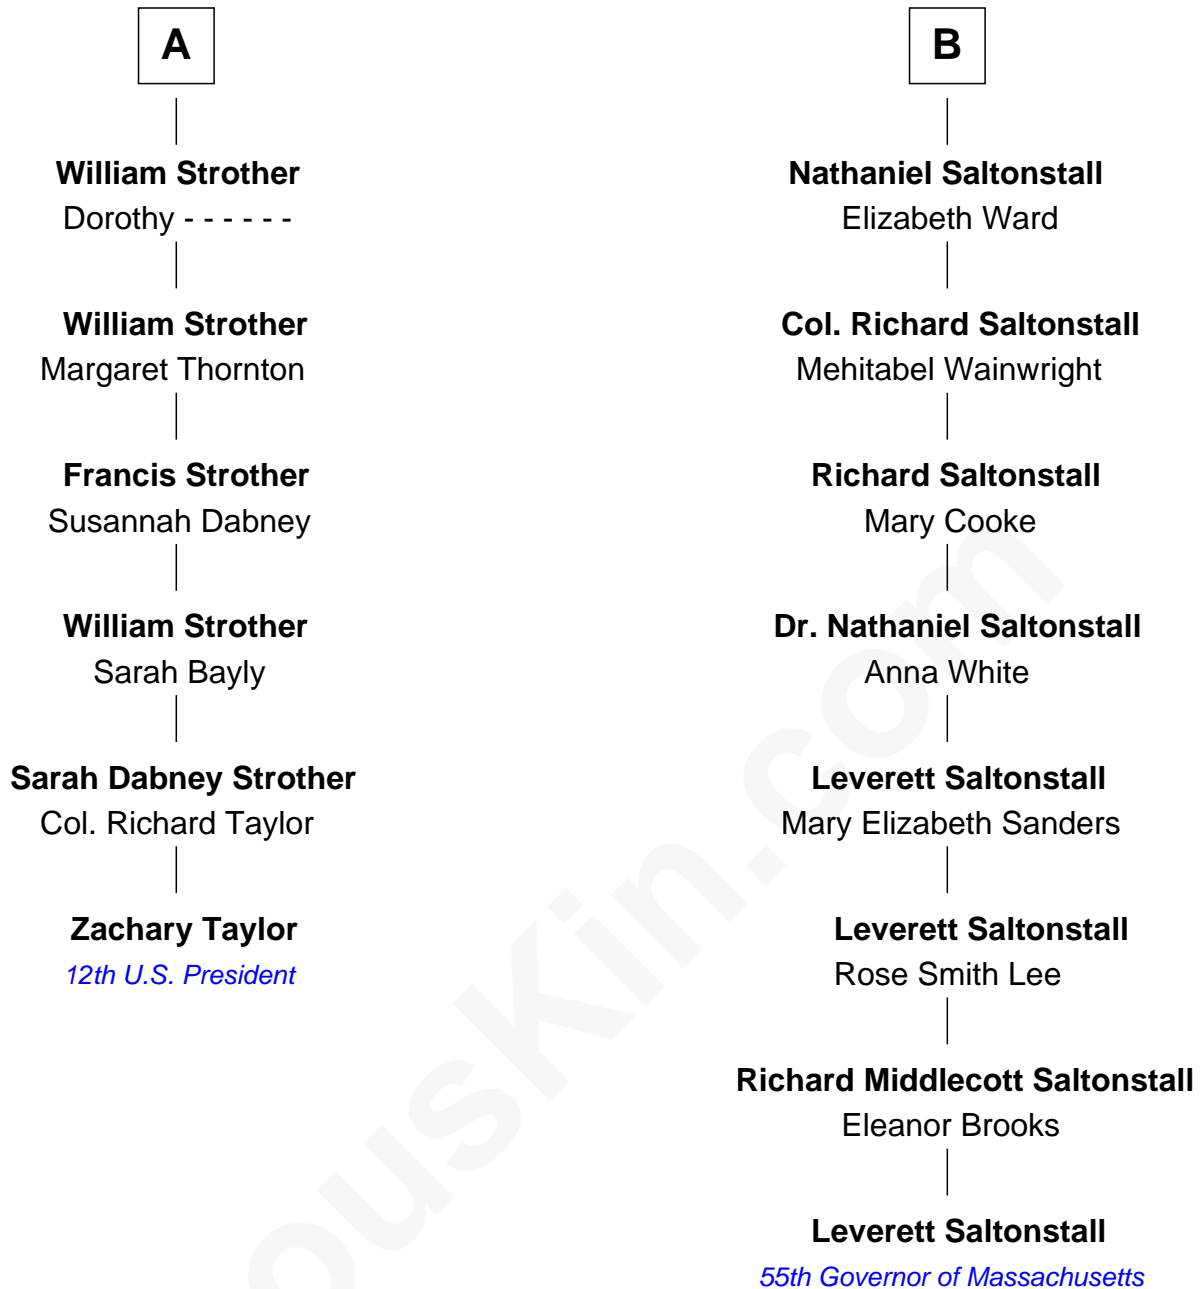 A
William Strother
Dorothy - - - - - -
William Strother
Margaret Thornton
Francis Strother
Susannah Dabney
William Strother
Sarah Bayly
Sarah Dabney Strother
Col. Richard Taylor
Zachary Taylor
12th U.S. President
B
Nathaniel Saltonstall
Elizabeth Ward
Col. Richard Saltonstall
Mehitabel Wainwright
Richard Saltonstall
Mary Cooke
Dr. Nathaniel Saltonstall
Anna White
Leverett Saltonstall
Mary Elizabeth Sanders
Leverett Saltonstall
Rose Smith Lee
Richard Middlecott Saltonstall
Eleanor Brooks
Leverett Saltonstall
55th Governor of Massachusetts
ousKin.com